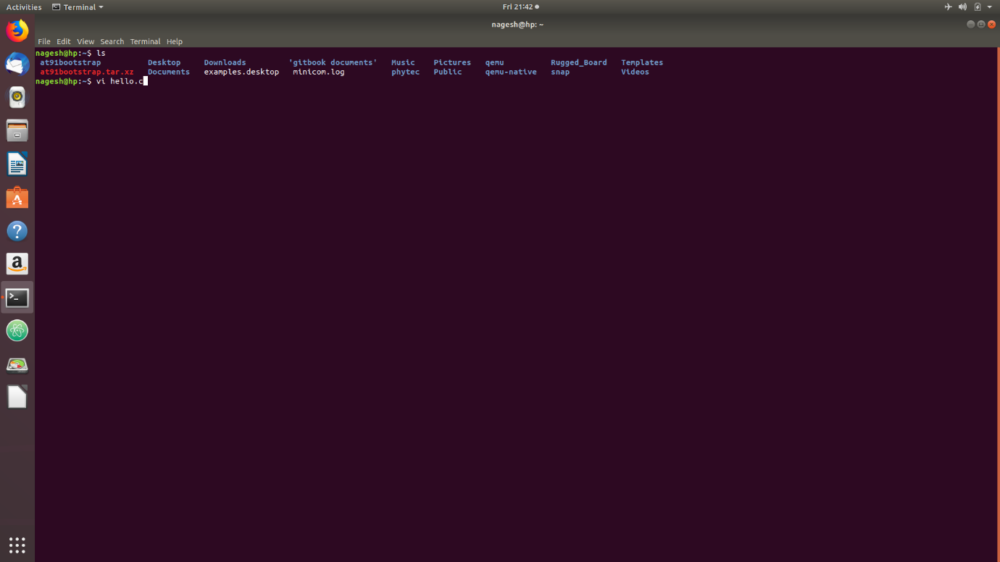 Activities Terminal Fri 21:42
nagesh@hp: ~
File Edit View Search Terminal Help
nagesh@hp:~$ ls
at91bootstrap Desktop Downloads 'gitbook documents' Music Pictures qemu Rugged_Board Templates
at91bootstrap.tar.xz Documents examples.desktop minicom.log phytec Public qemu-native snap Videos
nagesh@hp:~$ vi hello.c